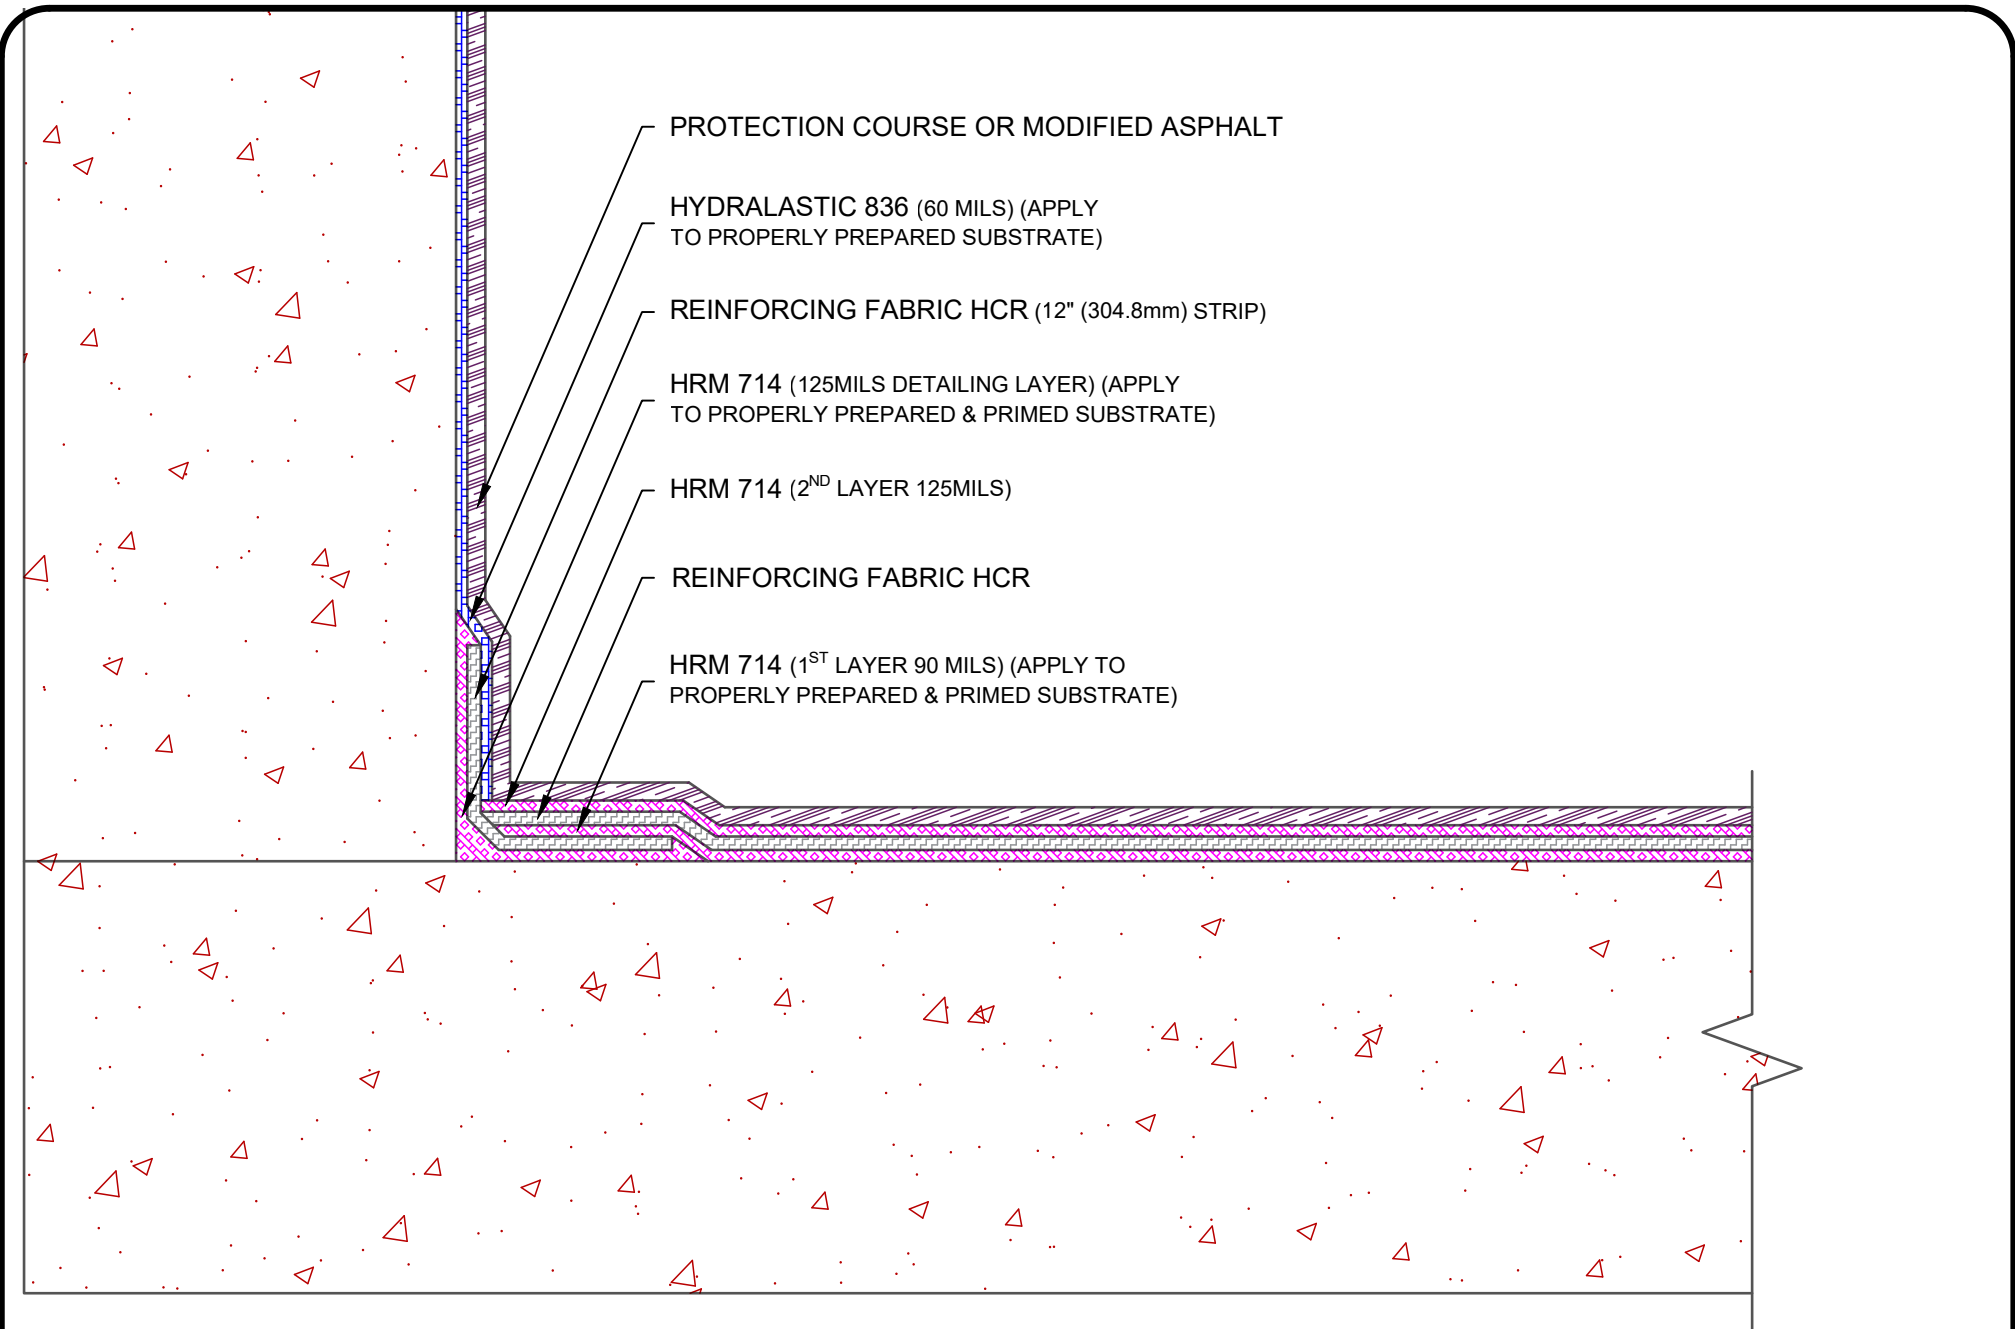 PROTECTION COURSE OR MODIFIED ASPHALT
HYDRALASTIC 836 (60 MILS) (APPLY
TO PROPERLY PREPARED SUBSTRATE)
REINFORCING FABRIC HCR (12" (304.8mm) STRIP)
HRM 714 (125MILS DETAILING LAYER) (APPLY
TO PROPERLY PREPARED & PRIMED SUBSTRATE)
HRM 714 (2ND LAYER 125MILS)
REINFORCING FABRIC HCR
HRM 714 (1ST LAYER 90 MILS) (APPLY TO
PROPERLY PREPARED & PRIMED SUBSTRATE)